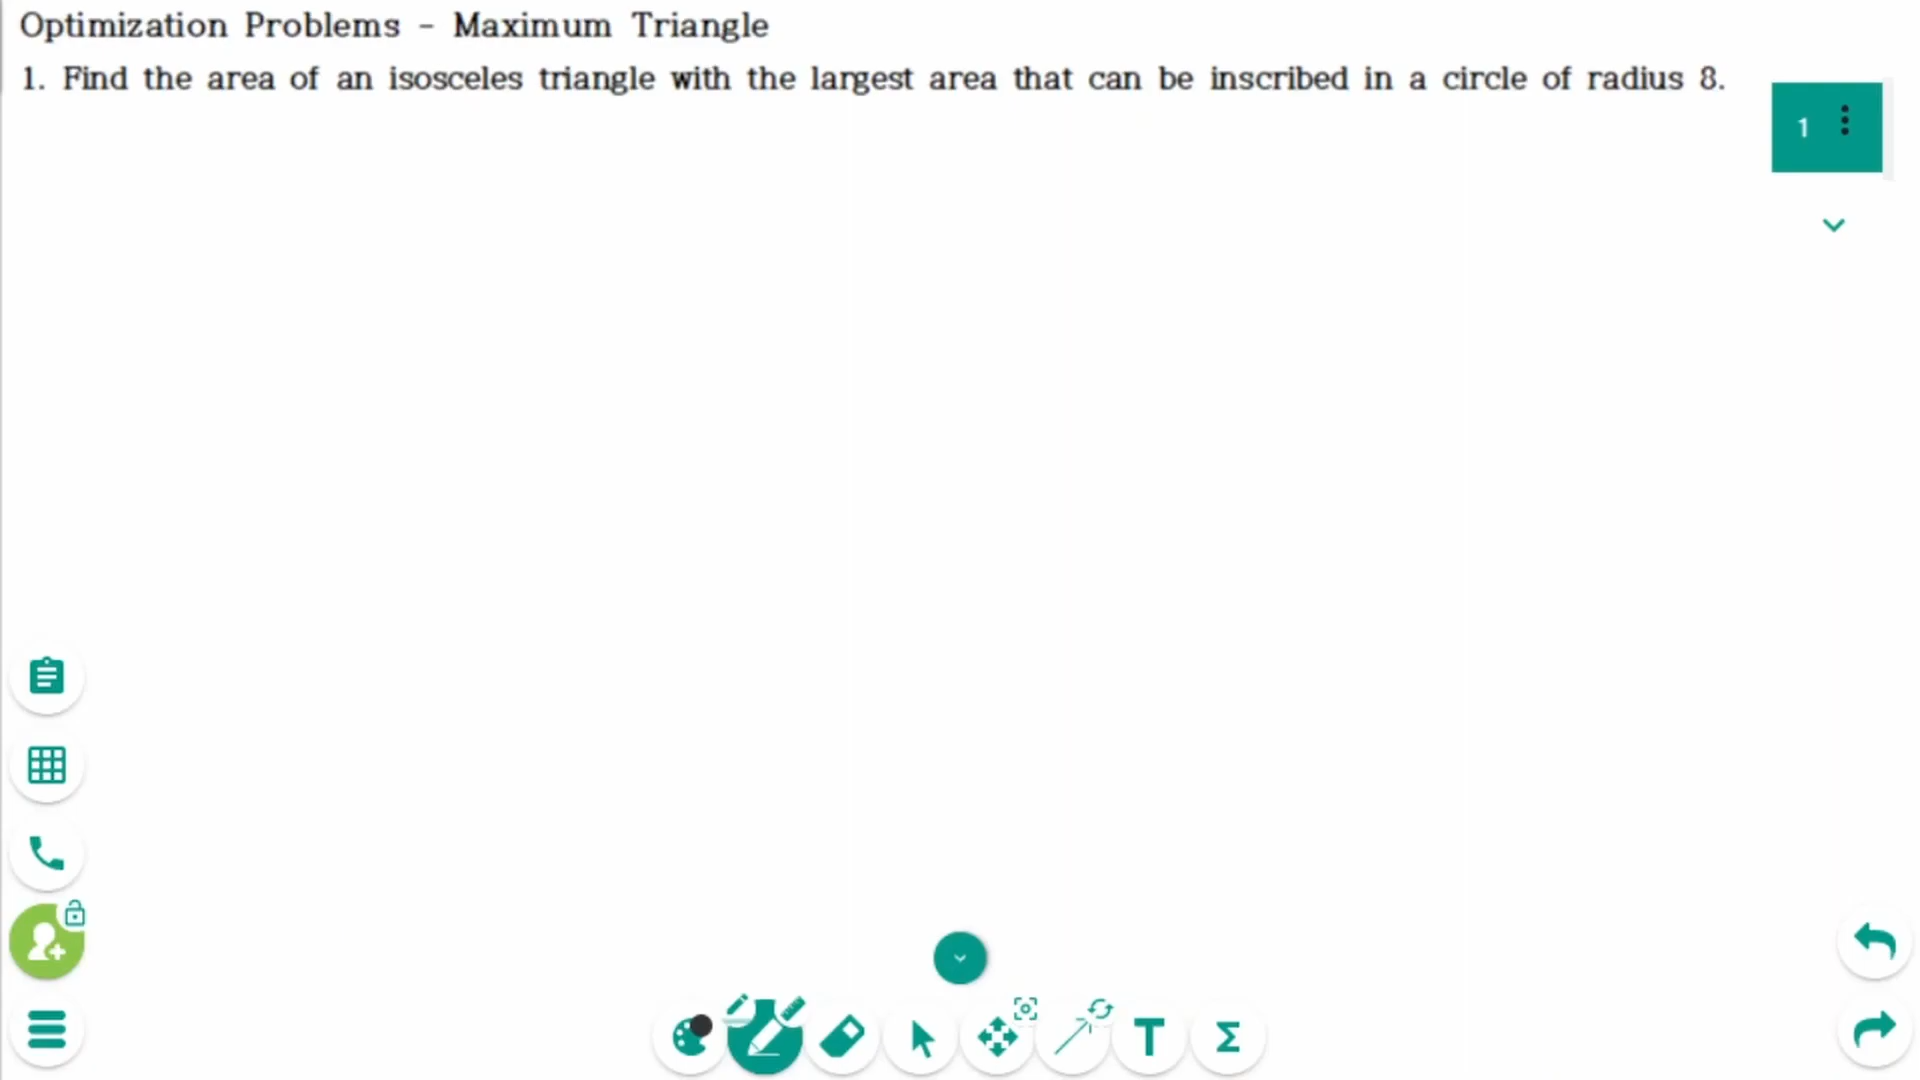 Optimization Problems - Maximum Triangle
1. Find the area of an isosceles triangle with the largest area that can be inscribed in a circle of radius 8.
1
T
Σ